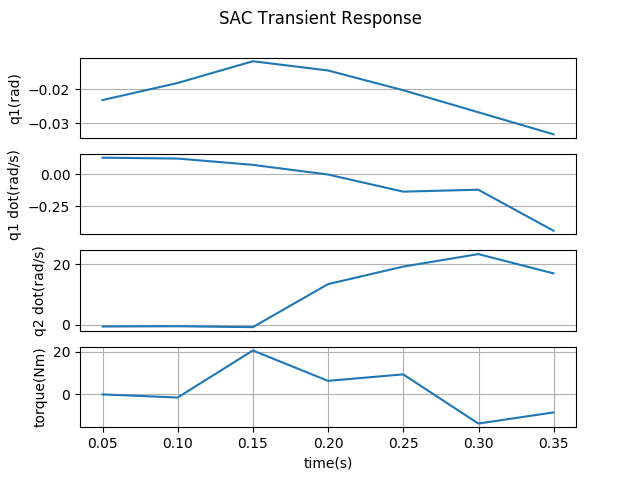 SAC Transient Response
q1(rad)
−0.02
−0.03
q1 dot(rad/s)
0.00
−0.25
q2 dot(rad/s)
20
0
torque(Nm)
20
0
0.05 0.10 0.15 0.20 0.25 0.30 0.35
time(s)